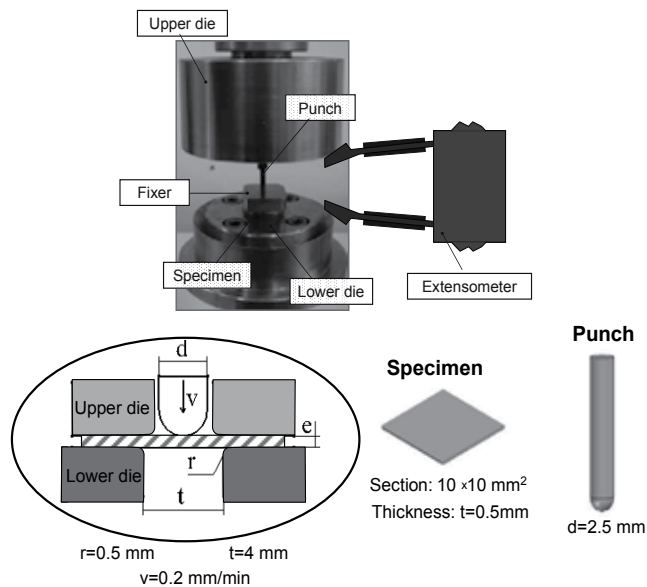 Upper die
Punch
Fixer
Specimen
Lower die
Extensometer
d
v
Upper die
e
Lower die
r
t
r=0.5 mm t=4 mm
v=0.2 mm/min
Specimen
Section: 10 ×10 mm²
Thickness: t=0.5mm
Punch
d=2.5 mm